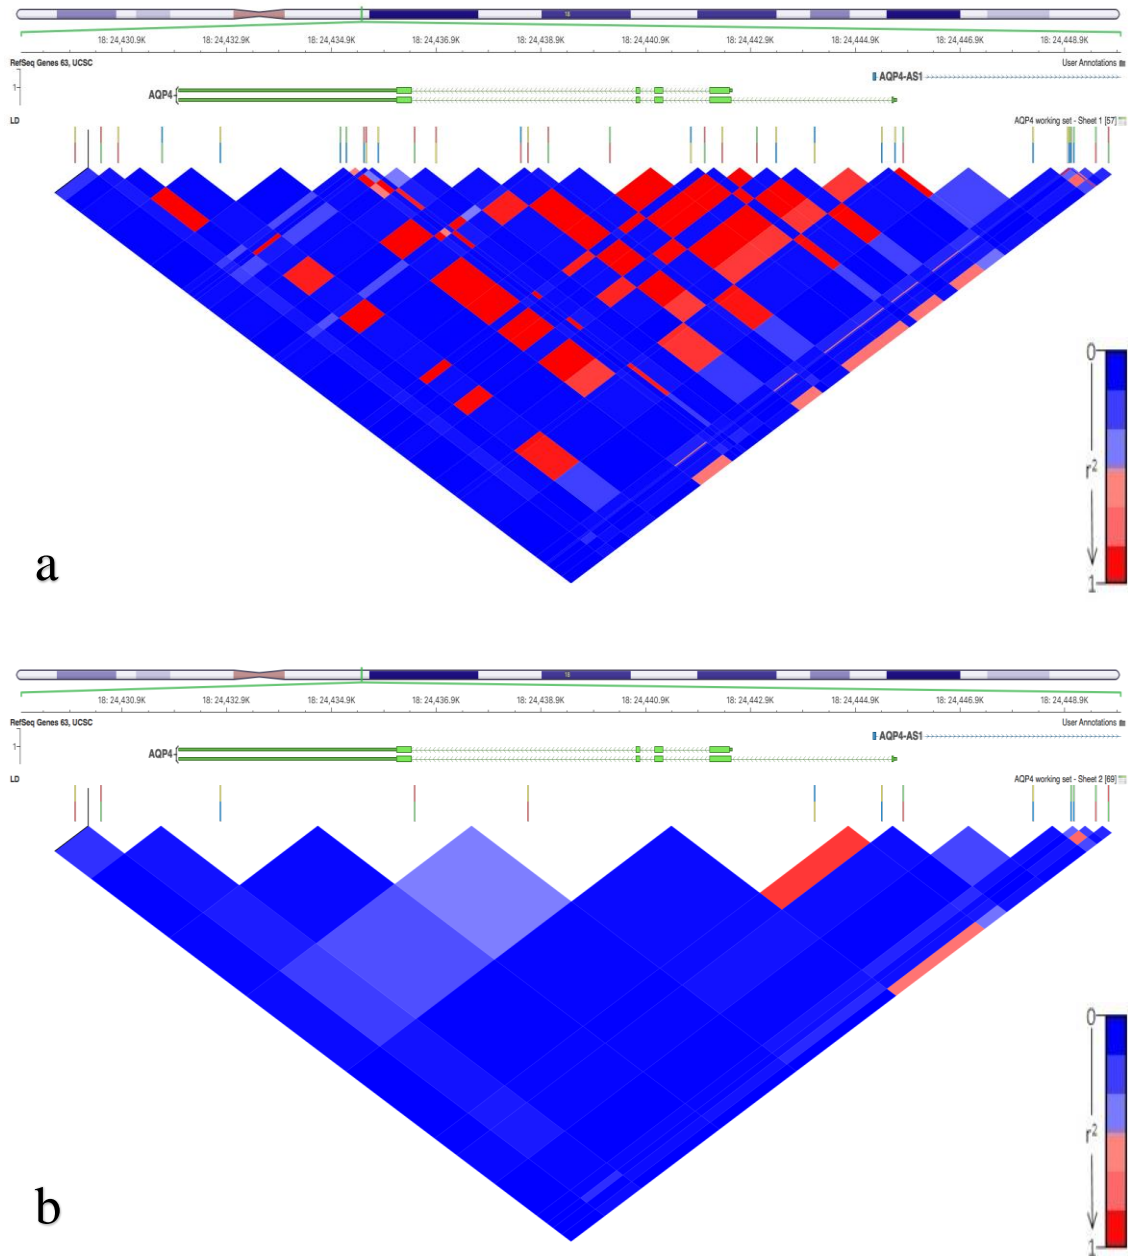 18
18: 24,430.9K 18: 24,432.9K 18: 24,434.9K 18: 24,436.9K 18: 24,438.9K 18: 24,440.9K 18: 24,442.9K 18: 24,444.9K 18: 24,446.9K 18: 24,448.9K
RefSeq Genes 63, UCSC User Annotations
1 AQP4-AS1
AQP4
LD AQP4 working set - Sheet 1 [57]
0
r²
1
a
18
18: 24,430.9K 18: 24,432.9K 18: 24,434.9K 18: 24,436.9K 18: 24,438.9K 18: 24,440.9K 18: 24,442.9K 18: 24,444.9K 18: 24,446.9K 18: 24,448.9K
RefSeq Genes 63, UCSC User Annotations
1 AQP4-AS1
AQP4
LD AQP4 working set - Sheet 2 [69]
0
r²
1
b